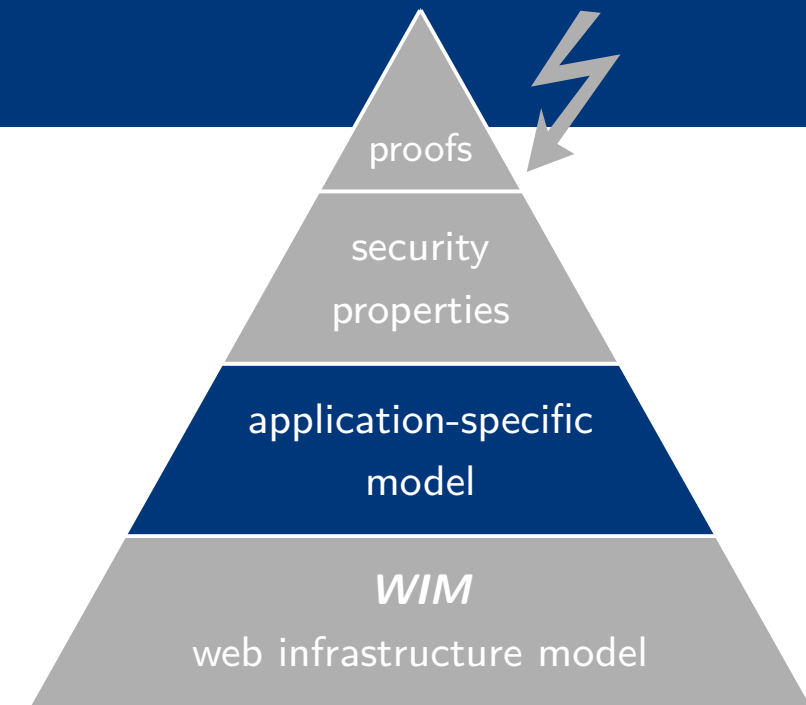 proofs
security
properties
application-specific
model
WIM
web infrastructure model